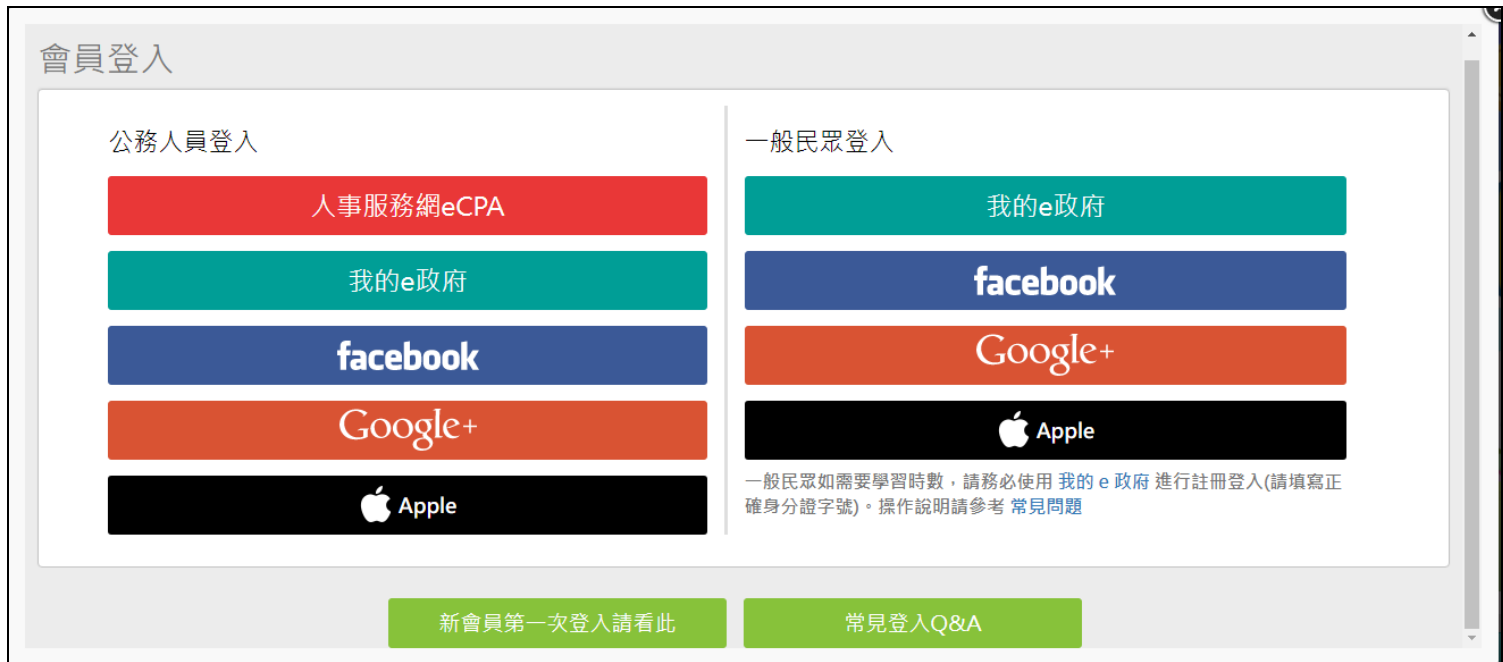 會員登入
公務人員登入
人事服務網eCPA
我的e政府
facebook
Google+
Apple
一般民眾登入
我的e政府
facebook
Google+
Apple
一般民眾如需要學習時數，請務必使用 我的 e 政府 進行註冊登入(請填寫正
確身分證字號)。操作說明請參考 常見問題
新會員第一次登入請看此
常見登入Q&A